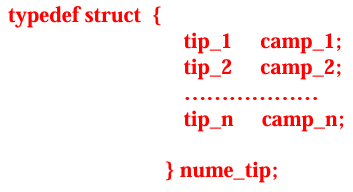 typedef struct {
tip_1 camp_1;
tip_2 camp_2;
..................
tip_n camp_n;
} nume_tip;